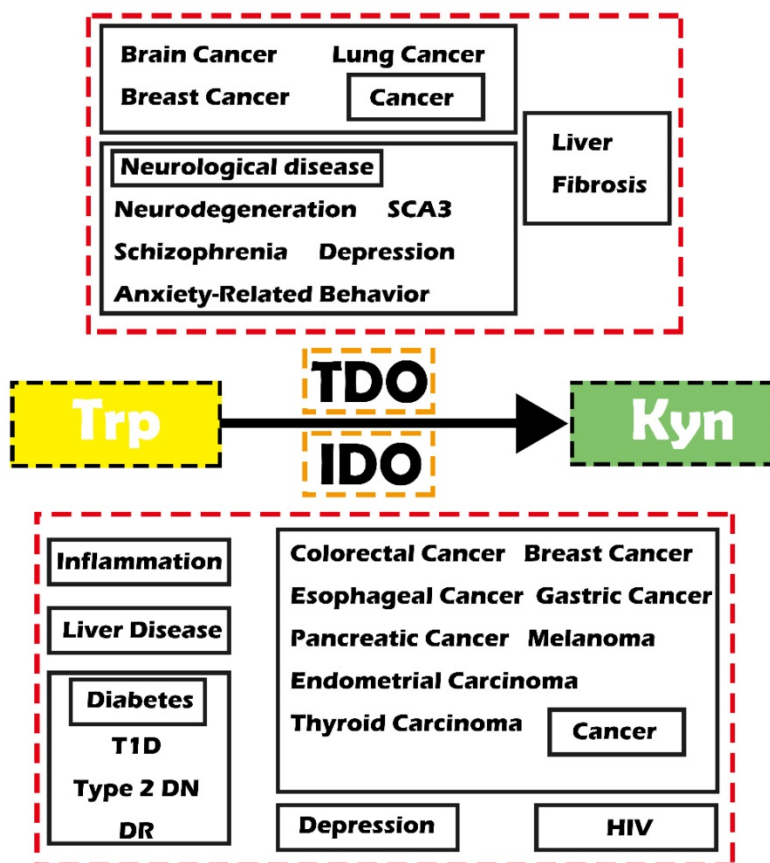 Brain Cancer Lung Cancer
Breast Cancer Cancer
Liver
Fibrosis
Neurological disease
Neurodegeneration SCA3
Schizophrenia Depression
Anxiety-Related Behavior
TDO
Trp
Kyn
IDO
Inflammation
Liver Disease
Diabetes
T1D
Type 2 DN
DR
Colorectal Cancer Breast Cancer
Esophageal Cancer Gastric Cancer
Pancreatic Cancer Melanoma
Endometrial Carcinoma
Thyroid Carcinoma Cancer
Depression
HIV